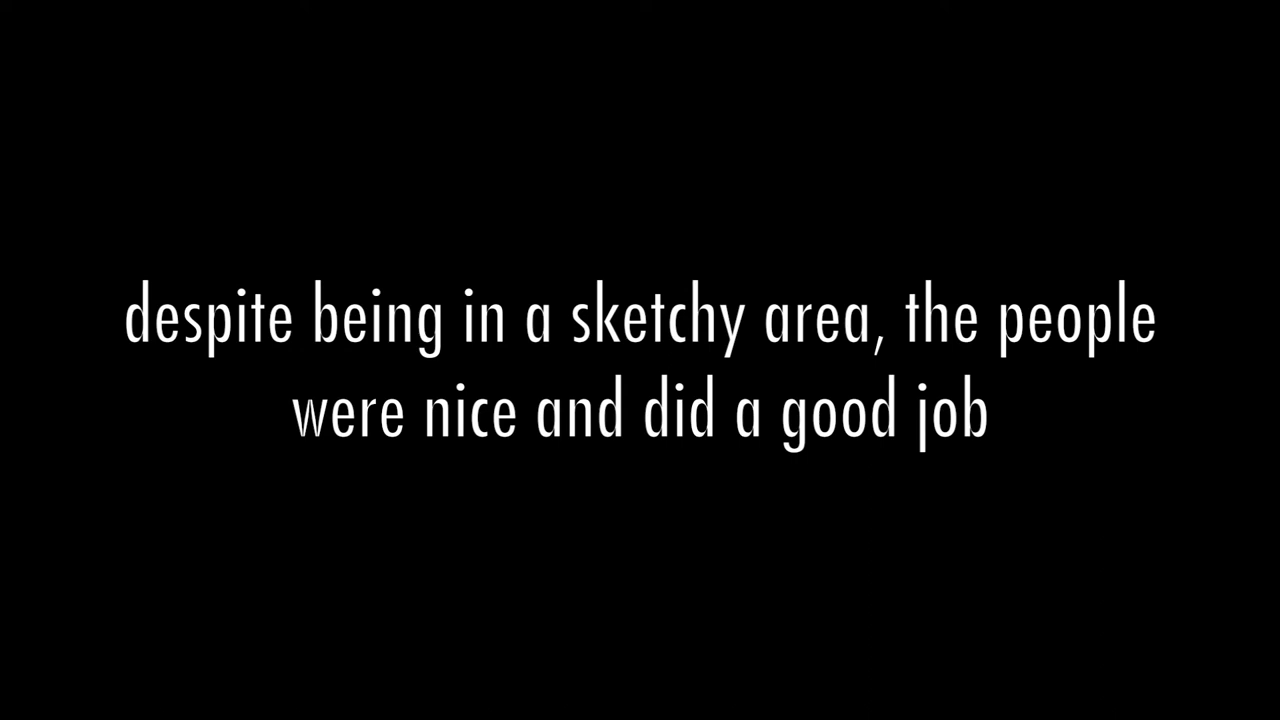 despite being in a sketchy area, the people
were nice and did a good job